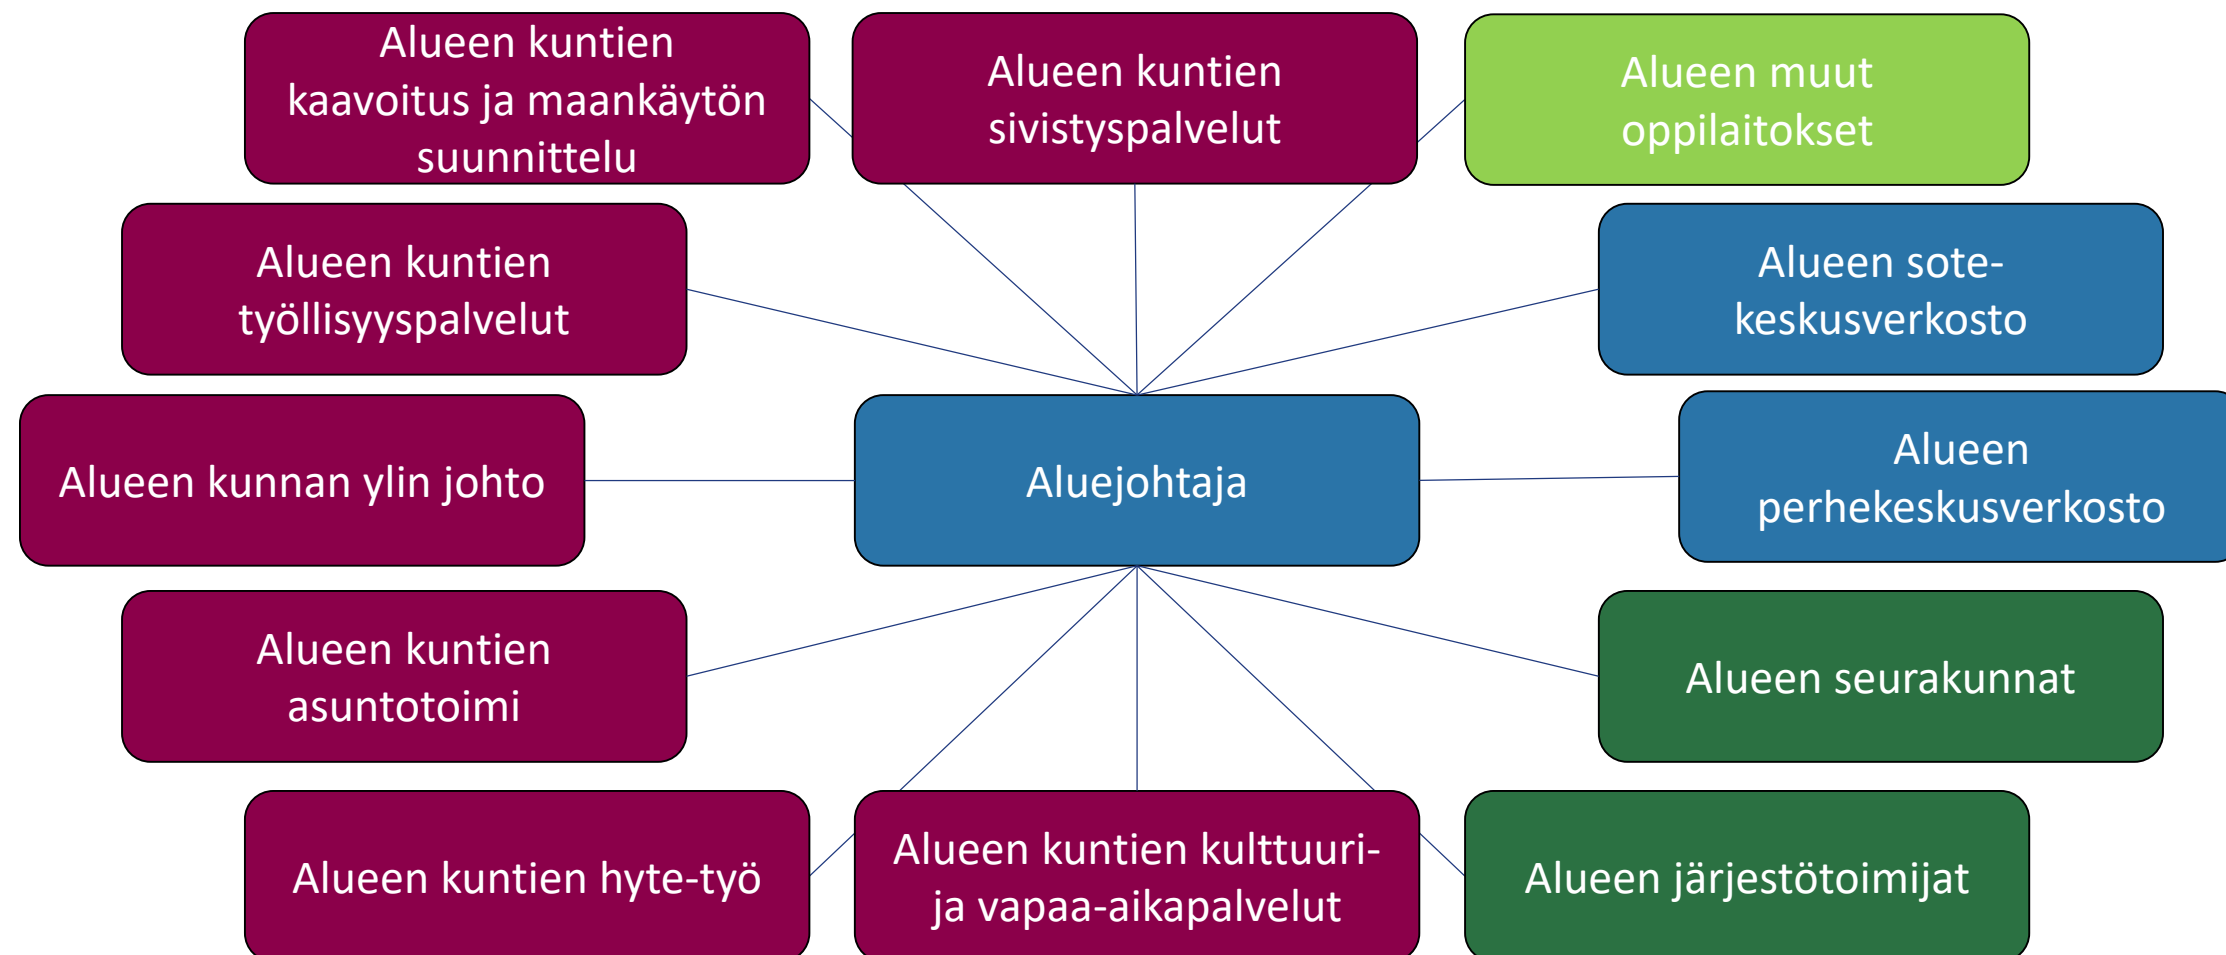 Alueen kuntien
kaavoitus ja maankäytön
suunnittelu
Alueen kuntien
sivistyspalvelut
Alueen muut
oppilaitokset
Alueen kuntien
työllisyyspalvelut
Alueen sote-
keskusverkosto
Alueen kunnan ylin johto
Aluejohtaja
Alueen
perhekeskusverkosto
Alueen kuntien
asuntotoimi
Alueen seurakunnat
Alueen kuntien hyte-työ
Alueen kuntien kulttuuri-
ja vapaa-aikapalvelut
Alueen järjestötoimijat